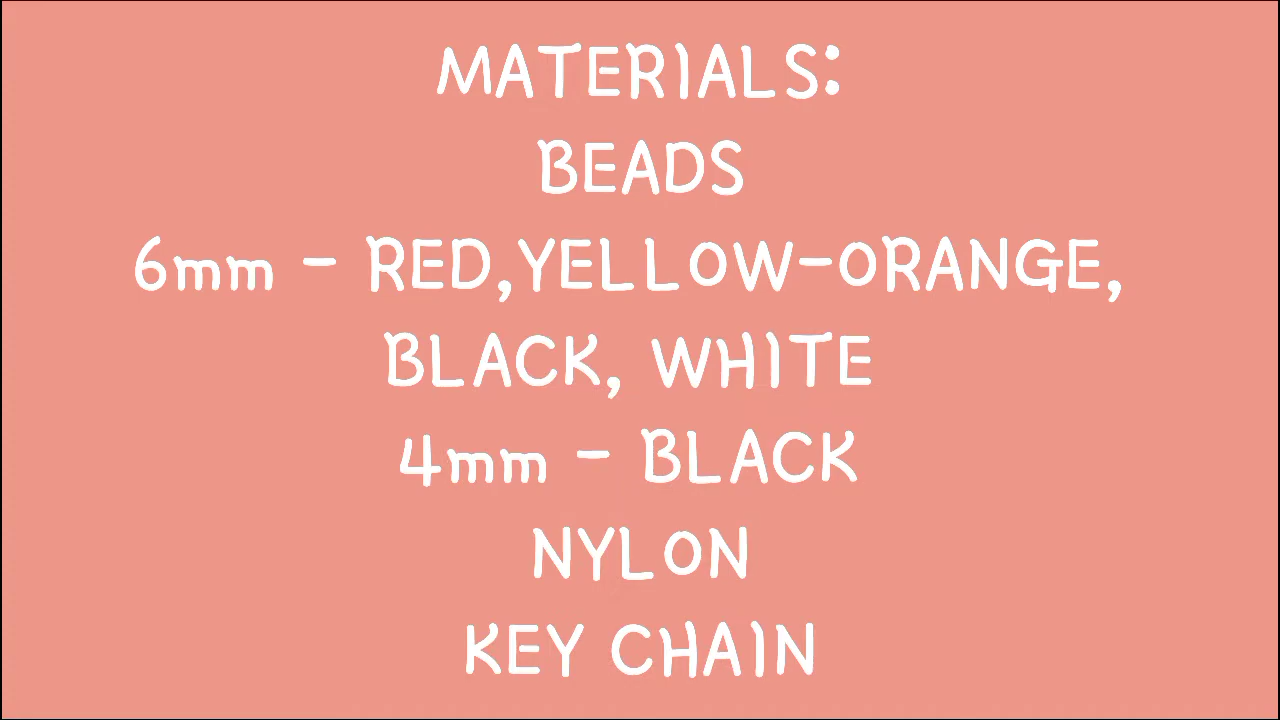 MATERIALS:
BEADS
6mm - RED,YELLOW-ORANGE,
BLACK, WHITE
4mm - BLACK
NYLON
KEY CHAIN